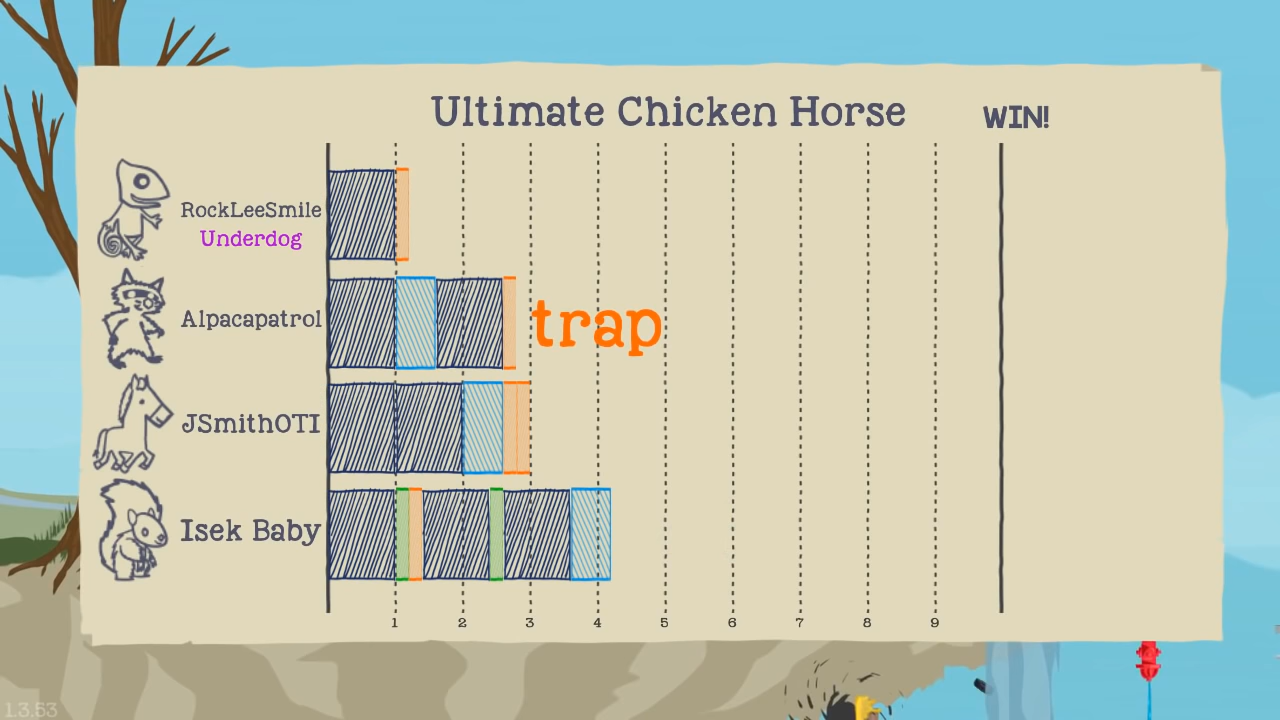 Ultimate Chicken Horse
WIN!
RockLeeSmile
Underdog
Alpacapatrol
trap
JSmithOTI
Isek Baby
1 2 3 4 5 6 7 8 9
1.3.53